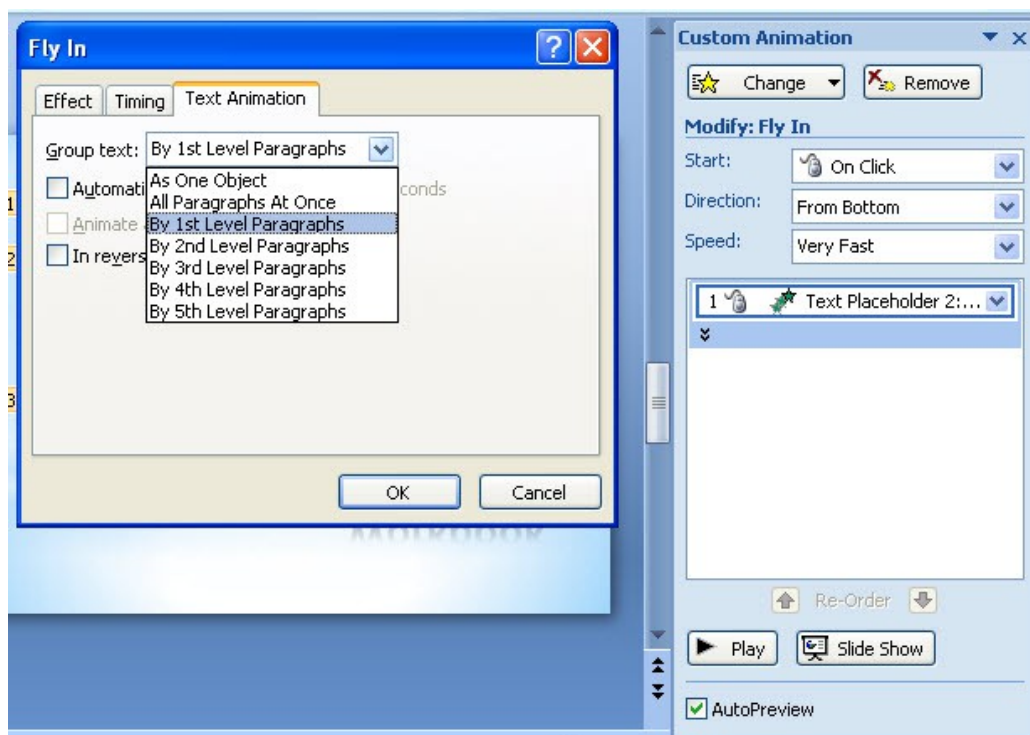 Fly In
Effect Timing Text Animation
Group text: By 1st Level Paragraphs
As One Object
All Paragraphs At Once
By 1st Level Paragraphs
By 2nd Level Paragraphs
By 3rd Level Paragraphs
By 4th Level Paragraphs
By 5th Level Paragraphs
Automati conds
Animate
In revers
1
2
3
OK Cancel
Custom Animation
Change Remove
Modify: Fly In
Start: On Click
Direction: From Bottom
Speed: Very Fast
1 Text Placeholder 2:...
Re-Order
Play Slide Show
AutoPreview